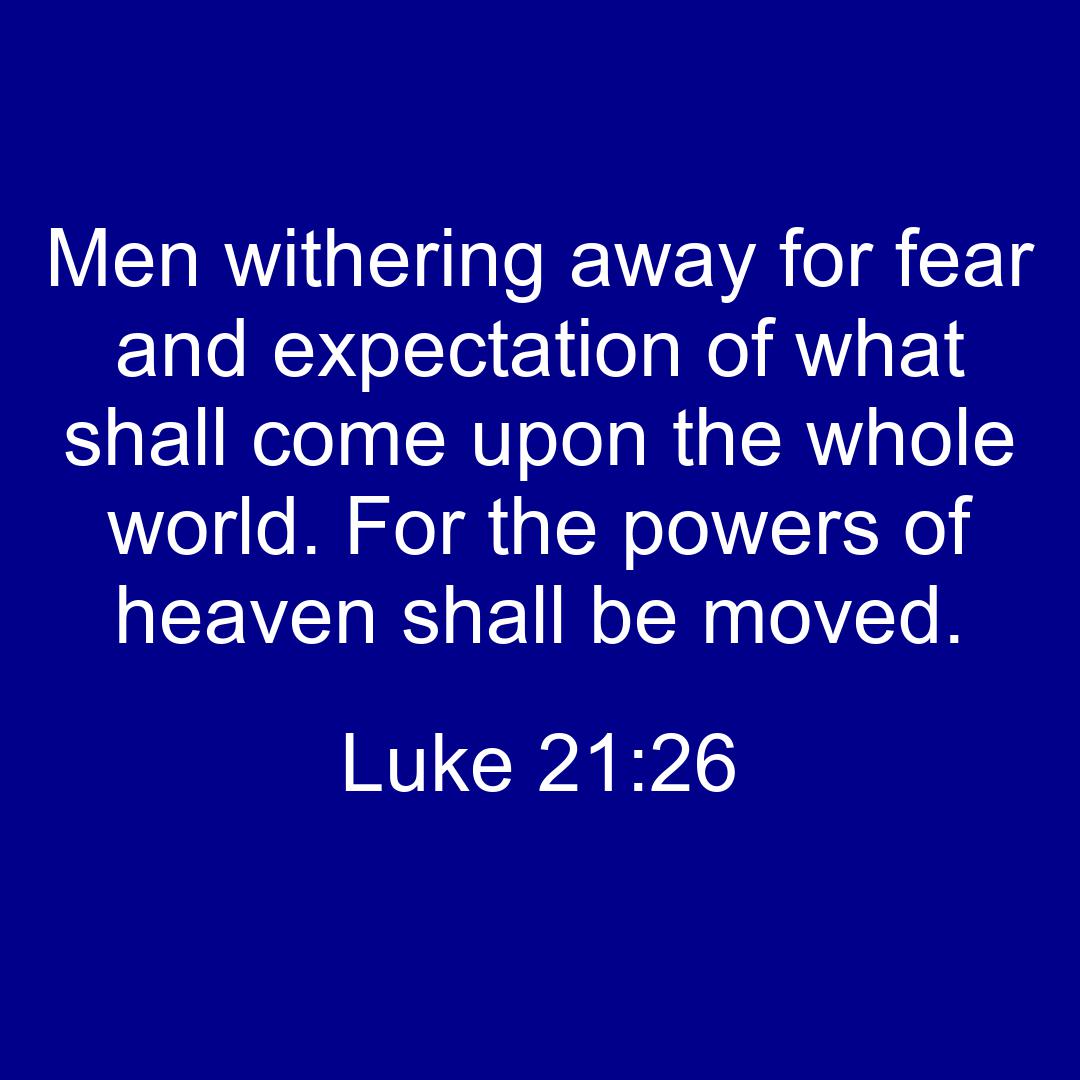 Men withering away for fear
and expectation of what
shall come upon the whole
world. For the powers of
heaven shall be moved.
Luke 21:26